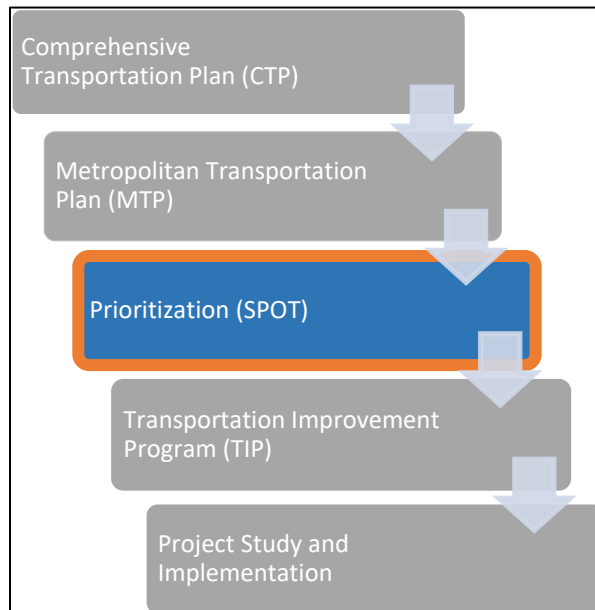 Comprehensive
Transportation Plan (CTP)
Metropolitan Transportation
Plan (MTP)
Prioritization (SPOT)
Transportation Improvement
Program (TIP)
Project Study and
Implementation